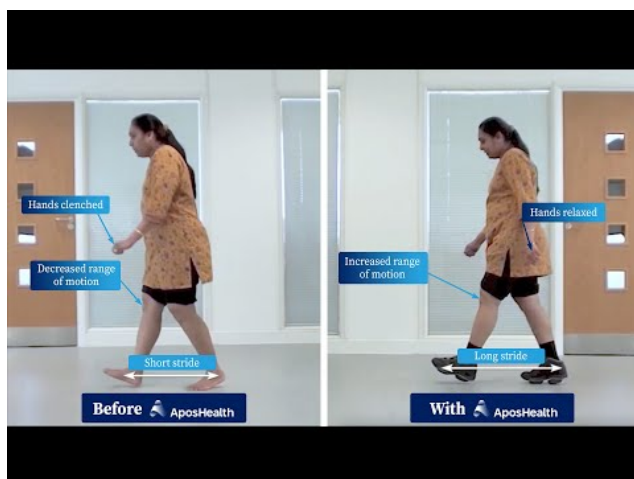 Hands clenched
Decreased range
of motion
Short stride
Before AposHealth
Hands relaxed
Increased range
of motion
Long stride
With AposHealth